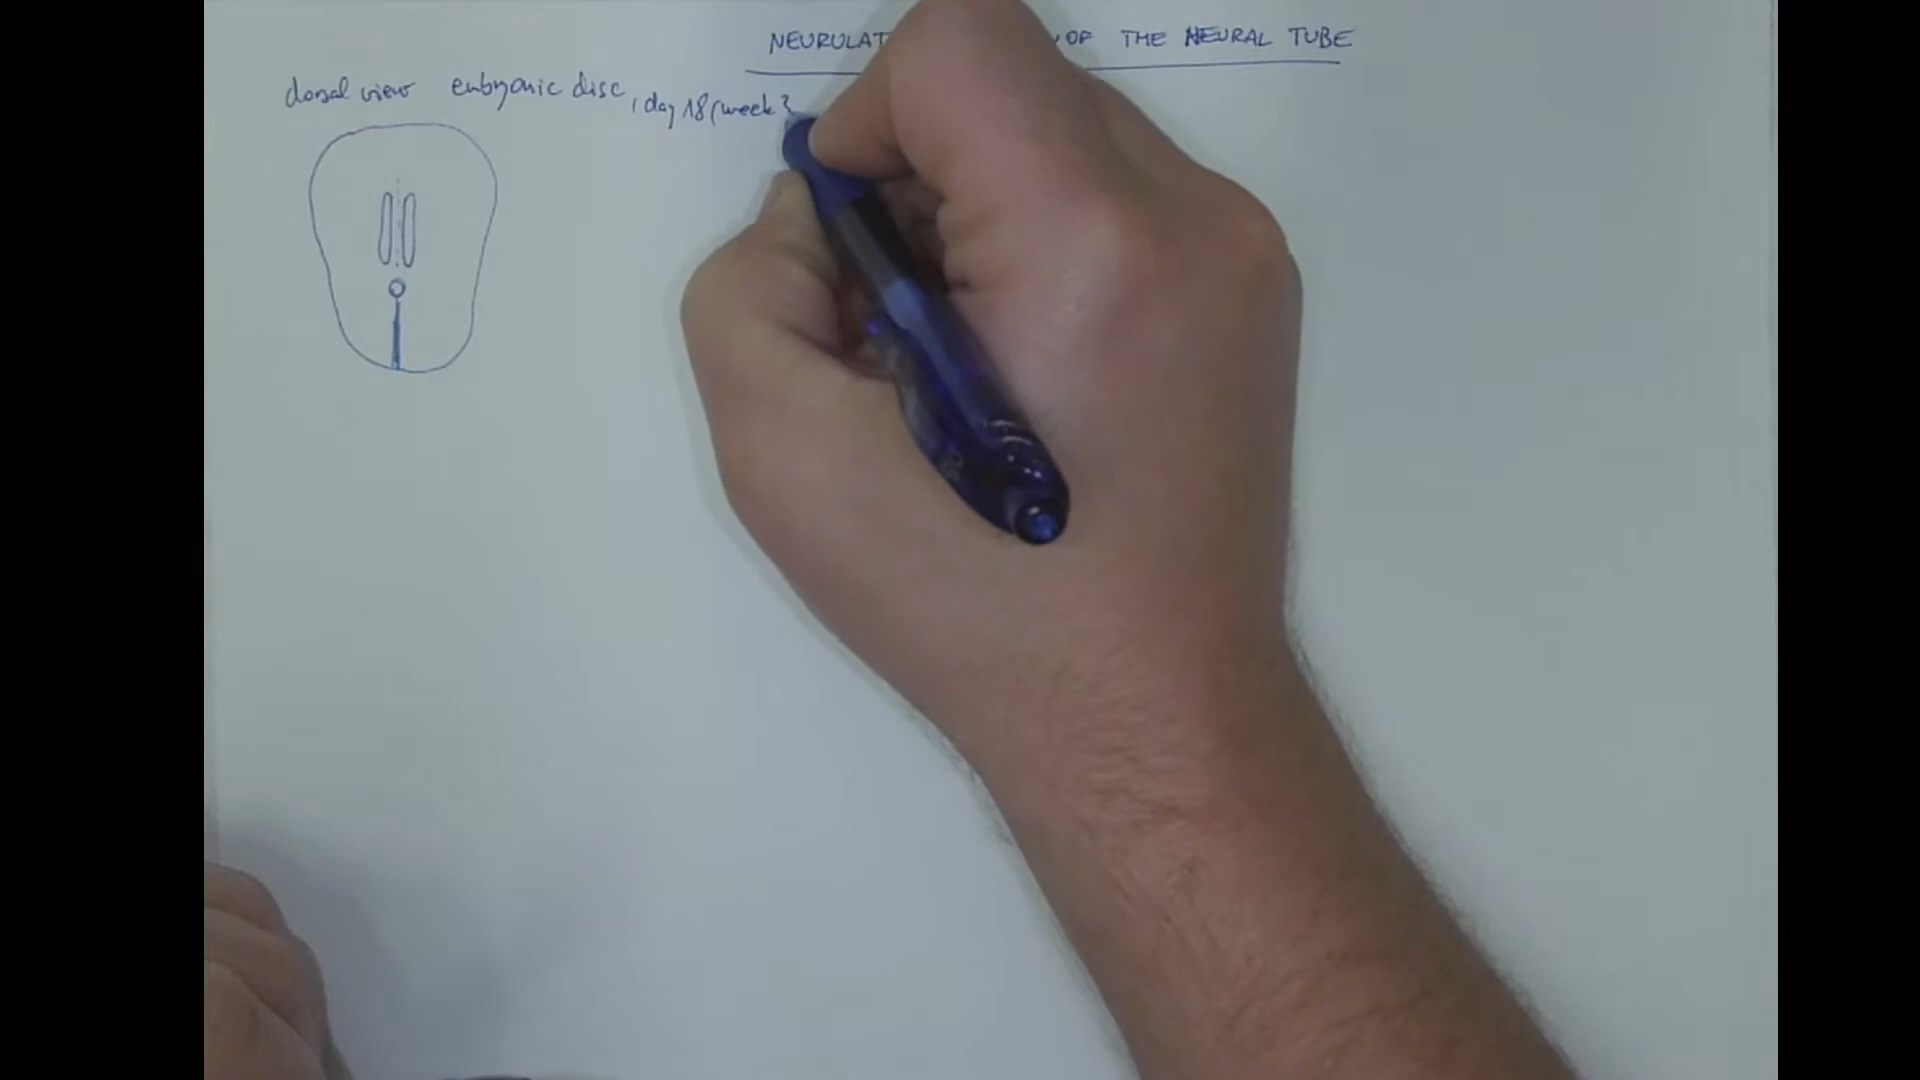 NEURULAT OF THE NEURAL TUBE
dorsal view embryonic disc, day 18 (week 3